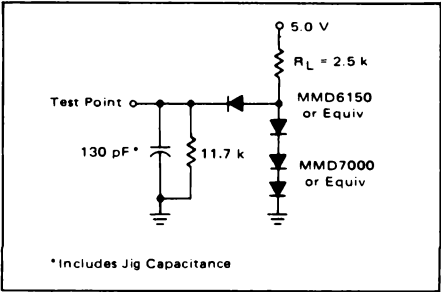 5.0 V
R_L = 2.5 k
Test Point
MMD6150
or Equiv
130 pF*
11.7 k
MMD7000
or Equiv
*Includes Jig Capacitance